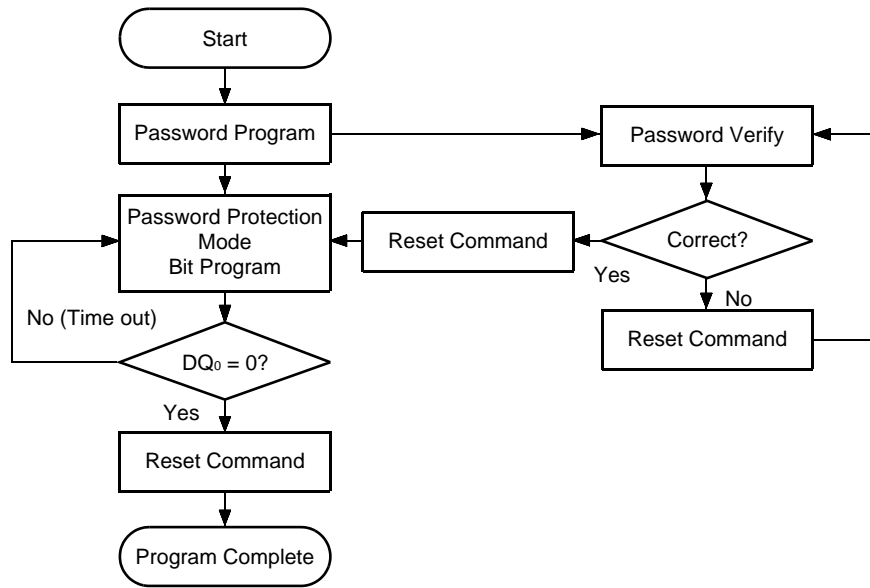 Start
Password Program
Password Verify
Password Protection
Mode
Bit Program
Reset Command
Correct?
Yes
No
No (Time out)
Reset Command
DQ₀ = 0?
Yes
Reset Command
Program Complete